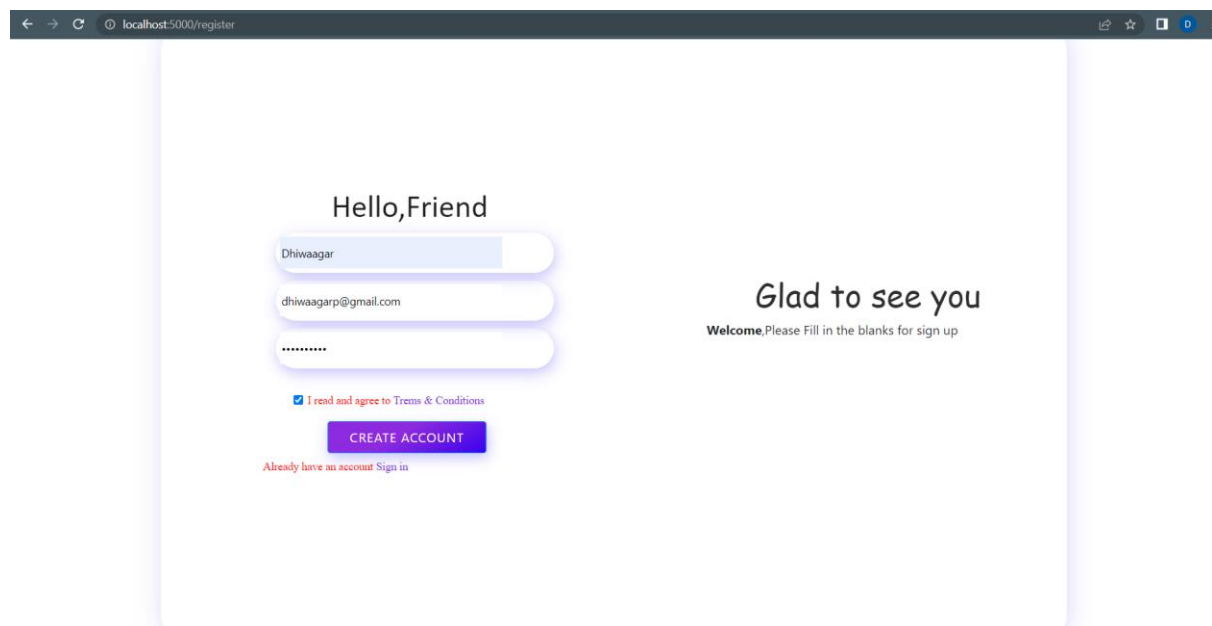 localhost:5000/register
D
Hello,Friend
Dhiwaagar
dhiwaagarp@gmail.com
••••••••••
I read and agree to Trems & Conditions
CREATE ACCOUNT
Already have an account Sign in
Glad to see you
Welcome,Please Fill in the blanks for sign up